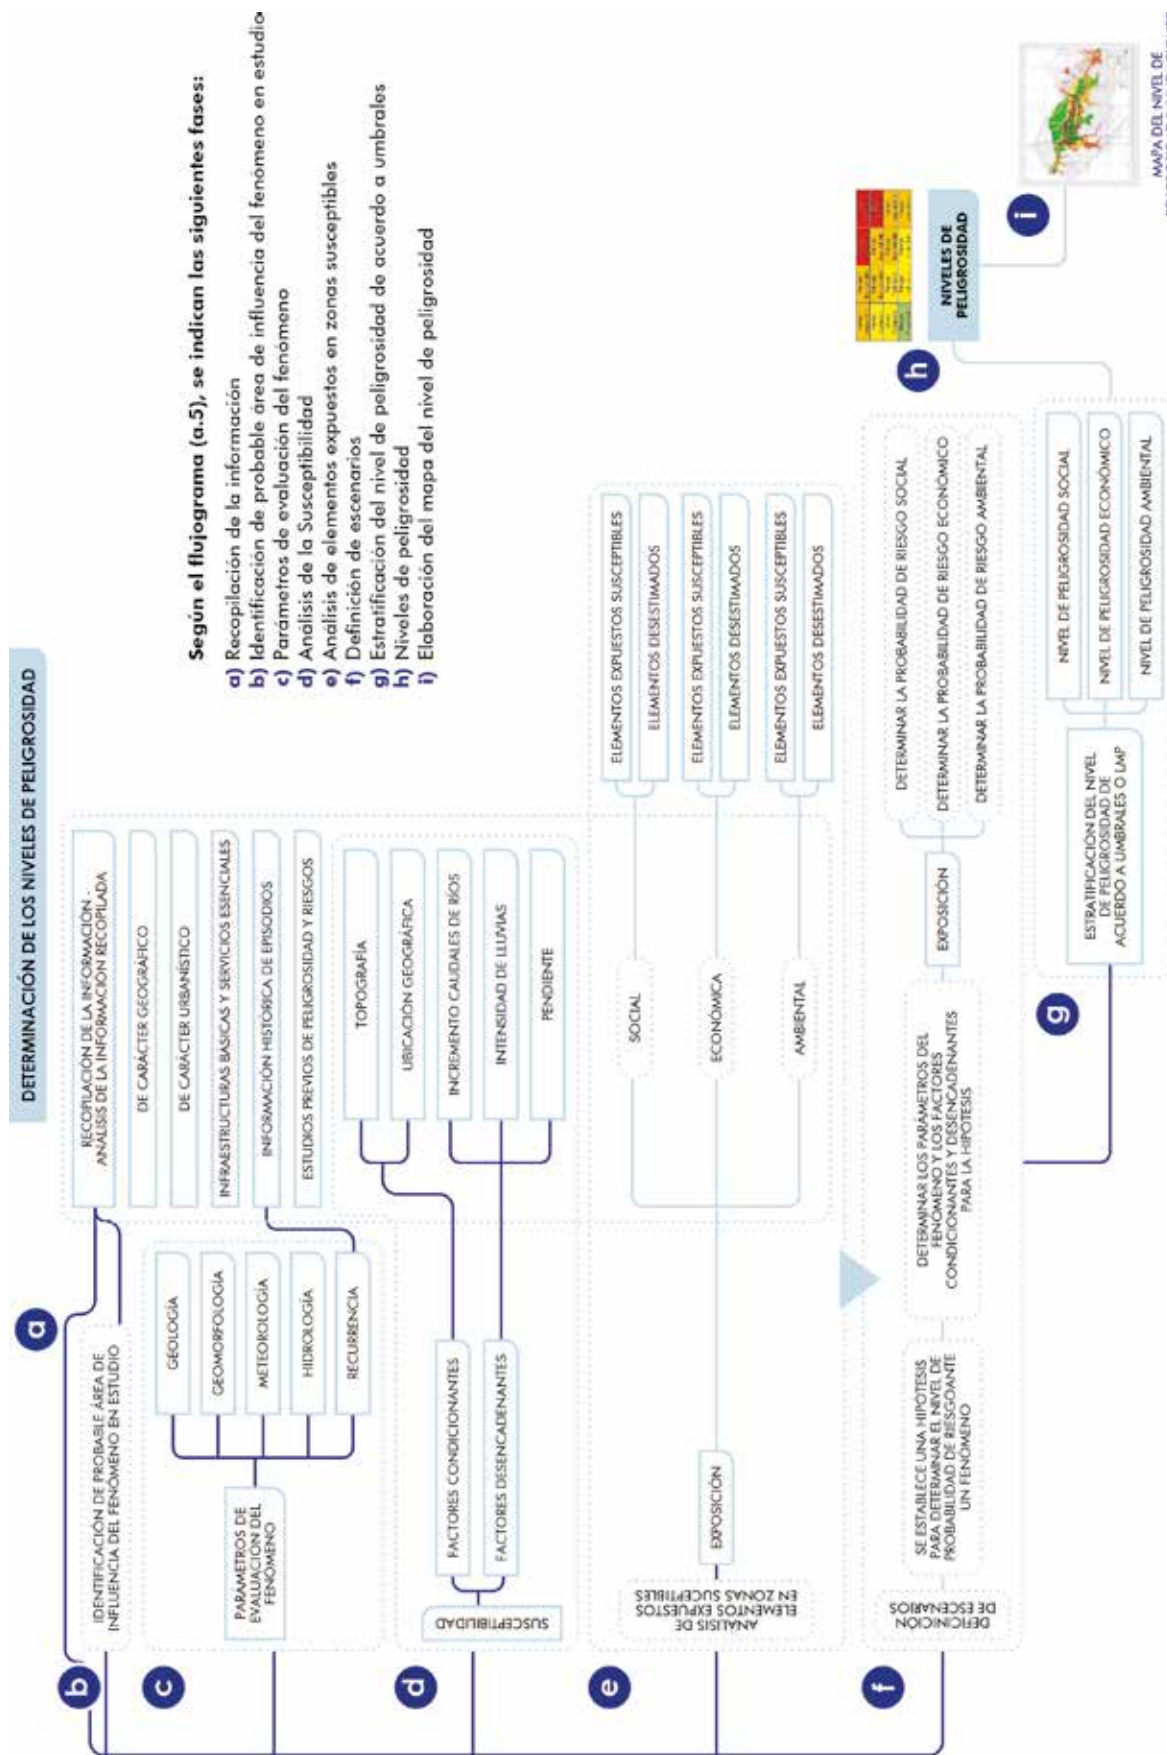 DETERMINACIÓN DE LOS NIVELES DE PELIGROSIDAD
Según el flujograma (a.5), se indican las siguientes fases:
a) Recopilación de la información
b) Identificación de probable área de influencia del fenómeno en estudio
c) Parámetros de evaluación del fenómeno
d) Análisis de la Susceptibilidad
e) Análisis de elementos expuestos en zonas susceptibles
f) Definición de escenarios
g) Estratificación del nivel de peligrosidad de acuerdo a umbrales
h) Niveles de peligrosidad
i) Elaboración del mapa del nivel de peligrosidad
a
RECOPILACIÓN DE LA INFORMACIÓN -
ANÁLISIS DE LA INFORMACIÓN RECOPILADA
DE CARÁCTER GEOGRÁFICO
DE CARÁCTER URBANÍSTICO
INFRAESTRUCTURAS BÁSICAS Y SERVICIOS ESENCIALES
INFORMACIÓN HISTÓRICA DE EPISODIOS
ESTUDIOS PREVIOS DE PELIGROSIDAD Y RIESGOS
b
IDENTIFICACIÓN DE PROBABLE ÁREA DE
INFLUENCIA DEL FENÓMENO EN ESTUDIO
c
PARÁMETROS DE
EVALUACIÓN DEL
FENÓMENO
GEOLOGÍA
GEOMORFOLOGÍA
METEOROLOGÍA
HIDROLOGÍA
RECURRENCIA
d
SUSCEPTIBILIDAD
FACTORES CONDICIONANTES
FACTORES DESENCADENANTES
TOPOGRAFÍA
UBICACIÓN GEOGRÁFICA
INCREMENTO CAUDALES DE RÍOS
INTENSIDAD DE LLUVIAS
PENDIENTE
e
ANÁLISIS DE
ELEMENTOS EXPUESTOS
EN ZONAS SUCEPTIBLES
EXPOSICIÓN
SOCIAL
ECONÓMICA
AMBIENTAL
ELEMENTOS EXPUESTOS SUSCEPTIBLES
ELEMENTOS DESESTIMADOS
ELEMENTOS EXPUESTOS SUSCEPTIBLES
ELEMENTOS DESESTIMADOS
ELEMENTOS EXPUESTOS SUSCEPTIBLES
ELEMENTOS DESESTIMADOS
f
DEFICINICIÓN
DE ESCENARIOS
SE ESTABLECE UNA HIPÓTESIS
PARA DETERMINAR EL NIVEL DE
PROBABILIDAD DE RIESGOANTE
UN FENÓMENO
DETERMINAR LOS PARÁMETROS DEL
FENÓMENO Y LOS FACTORES
CONDICIONANTES Y DESENCADENANTES
PARA LA HIPÓTESIS
EXPOSICIÓN
DETERMINAR LA PROBABILIDAD DE RIESGO SOCIAL
DETERMINAR LA PROBABILIDAD DE RIESGO ECONÓMICO
DETERMINAR LA PROBABILIDAD DE RIESGO AMBIENTAL
g
ESTRATIFICACIÓN DEL NIVEL
DE PELIGROSIDAD DE
ACUERDO A UMBRALES O LMP
NIVEL DE PELIGROSIDAD SOCIAL
NIVEL DE PELIGROSIDAD ECONÓMICO
NIVEL DE PELIGROSIDAD AMBIENTAL
h
NIVELES DE
PELIGROSIDAD
i
MAPA DEL NIVEL DE